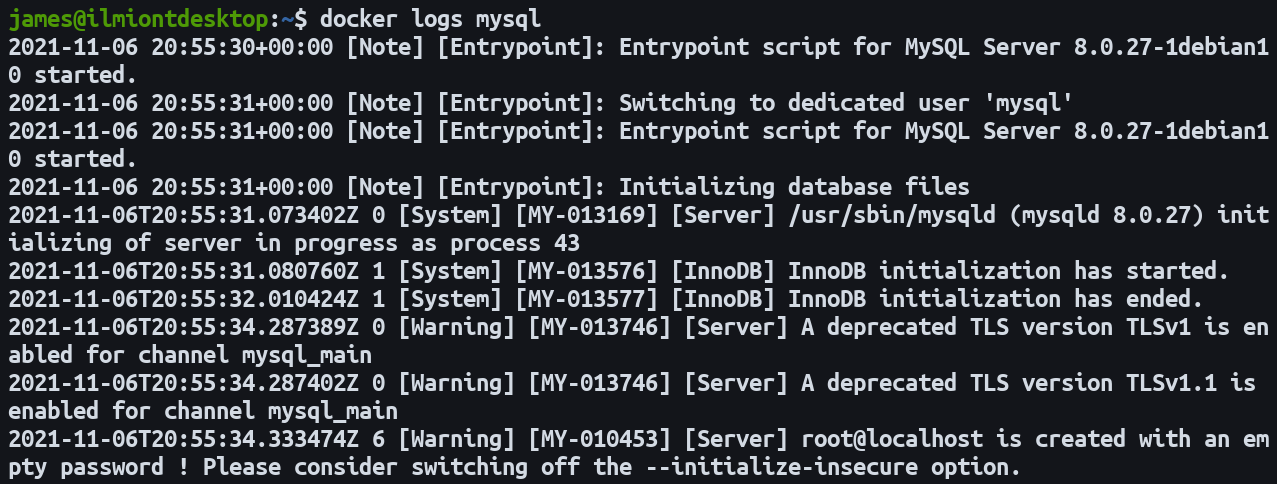 james@ilmiontdesktop:~$ docker logs mysql
2021-11-06 20:55:30+00:00 [Note] [Entrypoint]: Entrypoint script for MySQL Server 8.0.27-1debian1
0 started.
2021-11-06 20:55:31+00:00 [Note] [Entrypoint]: Switching to dedicated user 'mysql'
2021-11-06 20:55:31+00:00 [Note] [Entrypoint]: Entrypoint script for MySQL Server 8.0.27-1debian1
0 started.
2021-11-06 20:55:31+00:00 [Note] [Entrypoint]: Initializing database files
2021-11-06T20:55:31.073402Z 0 [System] [MY-013169] [Server] /usr/sbin/mysqld (mysqld 8.0.27) init
ializing of server in progress as process 43
2021-11-06T20:55:31.080760Z 1 [System] [MY-013576] [InnoDB] InnoDB initialization has started.
2021-11-06T20:55:32.010424Z 1 [System] [MY-013577] [InnoDB] InnoDB initialization has ended.
2021-11-06T20:55:34.287389Z 0 [Warning] [MY-013746] [Server] A deprecated TLS version TLSv1 is en
abled for channel mysql_main
2021-11-06T20:55:34.287402Z 0 [Warning] [MY-013746] [Server] A deprecated TLS version TLSv1.1 is 
enabled for channel mysql_main
2021-11-06T20:55:34.333474Z 6 [Warning] [MY-010453] [Server] root@localhost is created with an em
pty password ! Please consider switching off the --initialize-insecure option.